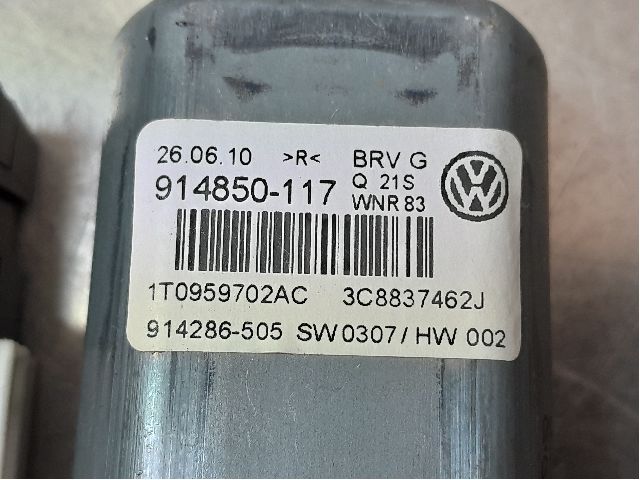 26.06.10 >R< BRV G
914850-117 Q 21S
WNR 83
1T0959702AC 3C8837462J
914286-505 SW0307/HW 002